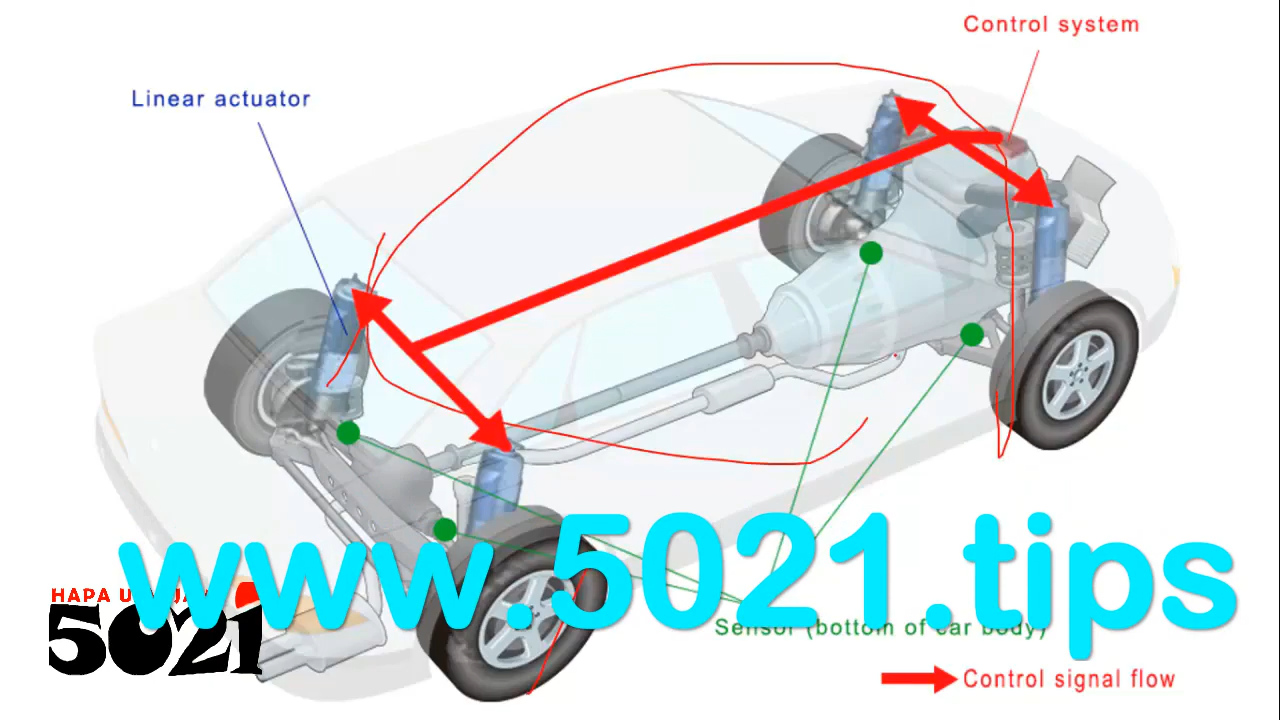 Control system
Linear actuator
www.5021.tips
HAPA
5021
Sensor (bottom of car body)
Control signal flow